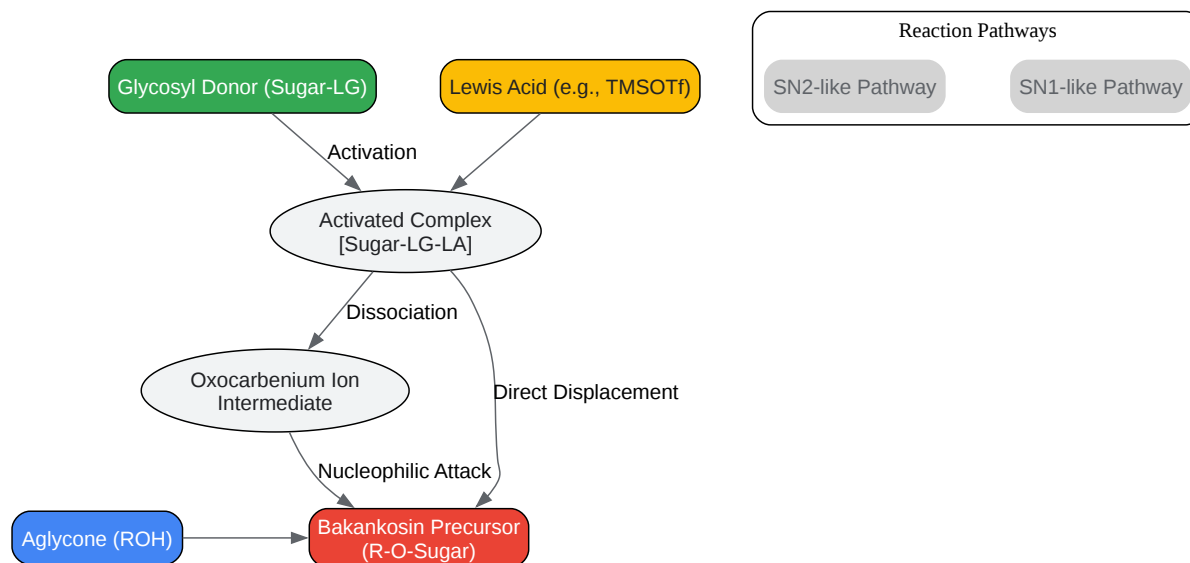 Reaction Pathways
Glycosyl Donor (Sugar-LG)
Lewis Acid (e.g., TMSOTf)
SN2-like Pathway
SN1-like Pathway
Activation
Activated Complex
[Sugar-LG-LA]
Dissociation
Oxocarbenium Ion
Intermediate
Direct Displacement
Nucleophilic Attack
Aglycone (ROH)
Bakankosin Precursor
(R-O-Sugar)